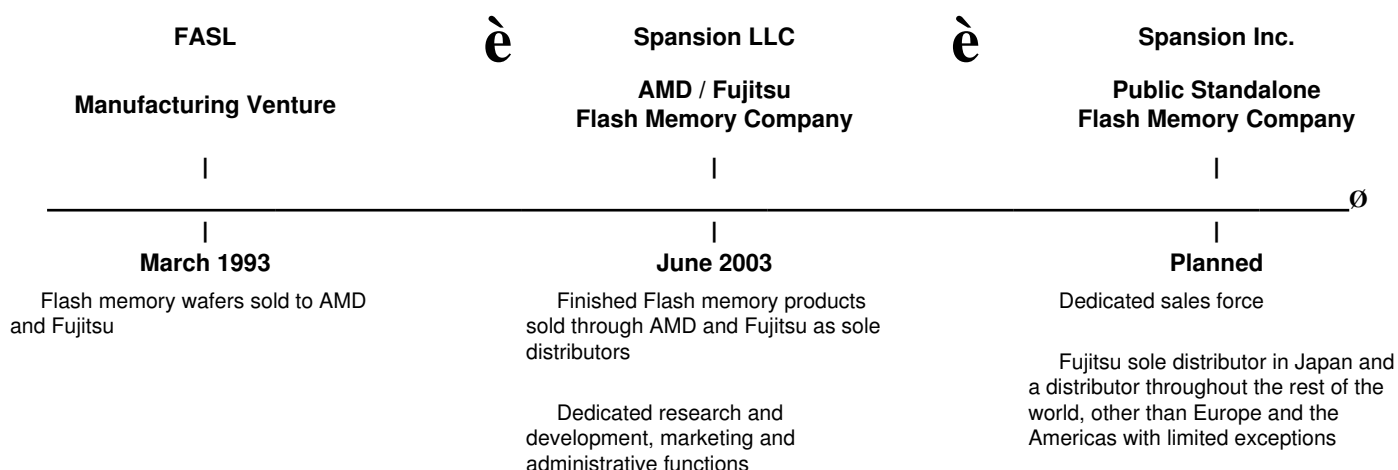 FASL è Spansion LLC è Spansion Inc.
Manufacturing Venture
AMD / Fujitsu
Flash Memory Company
Public Standalone
Flash Memory Company
| | |
ø
| | |
March 1993 June 2003 Planned
Flash memory wafers sold to AMD
and Fujitsu
Finished Flash memory products
sold through AMD and Fujitsu as sole
distributors
Dedicated research and
development, marketing and
administrative functions
Dedicated sales force
Fujitsu sole distributor in Japan and
a distributor throughout the rest of the
world, other than Europe and the
Americas with limited exceptions